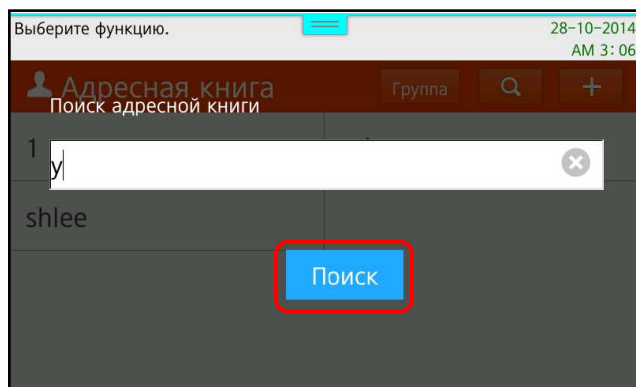 Выберите функцию.
28-10-2014
AM 3: 06
Адресная книга
Группа
Поиск адресной книги
1
y
shlee
Поиск